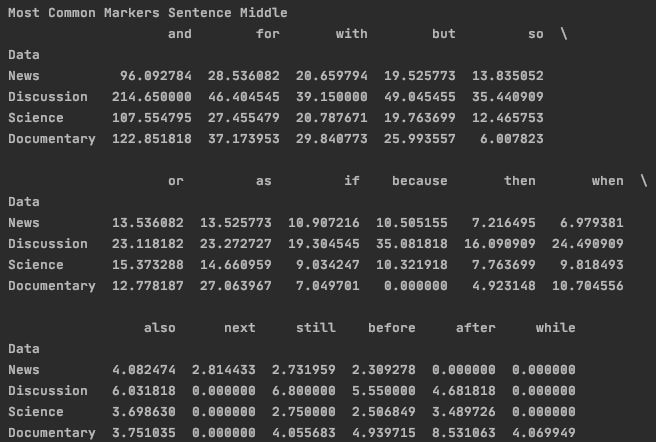 Most Common Markers Sentence Middle
and for with but so \
Data
News 96.092784 28.536082 20.659794 19.525773 13.835052
Discussion 214.650000 46.404545 39.150000 49.045455 35.440909
Science 107.554795 27.455479 20.787671 19.763699 12.465753
Documentary 122.851818 37.173953 29.840773 25.993557 6.007823
or as if because then when \
Data
News 13.536082 13.525773 10.907216 10.505155 7.216495 6.979381
Discussion 23.118182 23.272727 19.304545 35.081818 16.090909 24.490909
Science 15.373288 14.660959 9.034247 10.321918 7.763699 9.818493
Documentary 12.778187 27.063967 7.049701 0.000000 4.923148 10.704556
also next still before after while
Data
News 4.082474 2.814433 2.731959 2.309278 0.000000 0.000000
Discussion 6.031818 0.000000 6.800000 5.550000 4.681818 0.000000
Science 3.698630 0.000000 2.750000 2.506849 3.489726 0.000000
Documentary 3.751035 0.000000 4.055683 4.939715 8.531063 4.069949